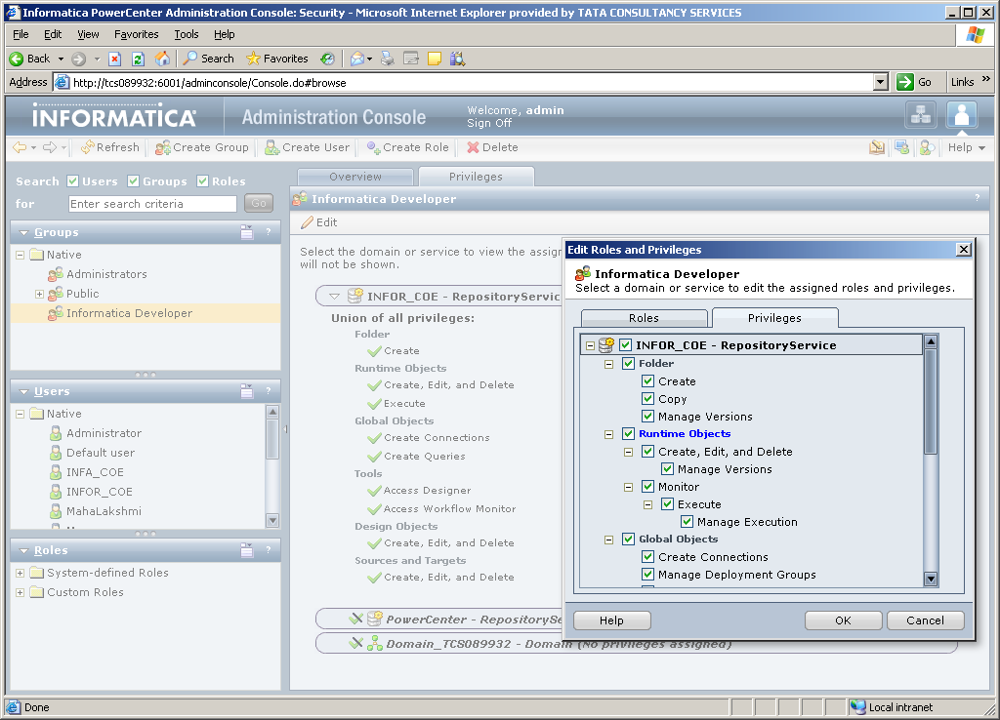 Informatica PowerCenter Administration Console: Security - Microsoft Internet Explorer provided by TATA CONSULTANCY SERVICES
File Edit View Favorites Tools Help
Back Search Favorites
Address http://tcs089932:6001/adminconsole/Console.do#browse Go Links »
INFORMATICA Administration Console
Welcome, admin
Sign Off
Refresh Create Group Create User Create Role Delete Help
Search Users Groups Roles
for Enter search criteria Go
Groups ?
Native
Administrators
Public
Informatica Developer
Users ?
Native
Administrator
Default user
INFA_COE
INFOR_COE
MahaLakshmi
Roles ?
System-defined Roles
Custom Roles
Overview Privileges
Informatica Developer ?
Edit
Select the domain or service to view the assig
will not be shown.
INFOR_COE - RepositoryServic
Union of all privileges:
Folder
Create
Runtime Objects
Create, Edit, and Delete
Execute
Global Objects
Create Connections
Create Queries
Tools
Access Designer
Access Workflow Monitor
Design Objects
Create, Edit, and Delete
Sources and Targets
Create, Edit, and Delete
PowerCenter - RepositorySe
Domain_TCS089932 - Domain (No privileges assigned)
Edit Roles and Privileges
Informatica Developer
Select a domain or service to edit the assigned roles and privileges.
Roles Privileges
INFOR_COE - RepositoryService
Folder
Create
Copy
Manage Versions
Runtime Objects
Create, Edit, and Delete
Manage Versions
Monitor
Execute
Manage Execution
Global Objects
Create Connections
Manage Deployment Groups
Help OK Cancel
Done Local intranet